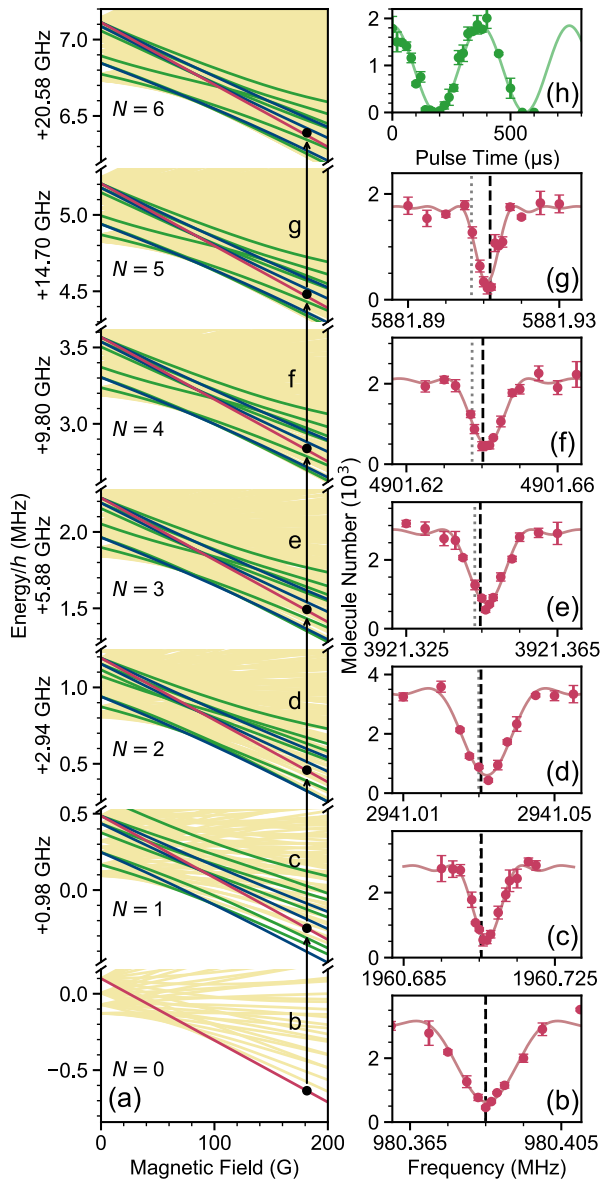 +20.58 GHz
7.0
6.5
N = 6
+14.70 GHz
5.0
4.5
N = 5
g
+9.80 GHz
3.5
3.0
N = 4
f
Energy/h (MHz)
+5.88 GHz
2.0
1.5
N = 3
e
+2.94 GHz
1.0
0.5
N = 2
d
+0.98 GHz
0.5
0.0
N = 1
c
0.0
−0.5
N = 0
b
(a)
0
100
200
Magnetic Field (G)
Molecule Number (10³)
2
1
0
(h)
0
500
Pulse Time (μs)
2
0
(g)
5881.89
5881.93
2
0
(f)
4901.62
4901.66
2
0
(e)
3921.325
3921.365
4
2
0
(d)
2941.01
2941.05
2
0
(c)
1960.685
1960.725
2
0
(b)
980.365
980.405
Frequency (MHz)